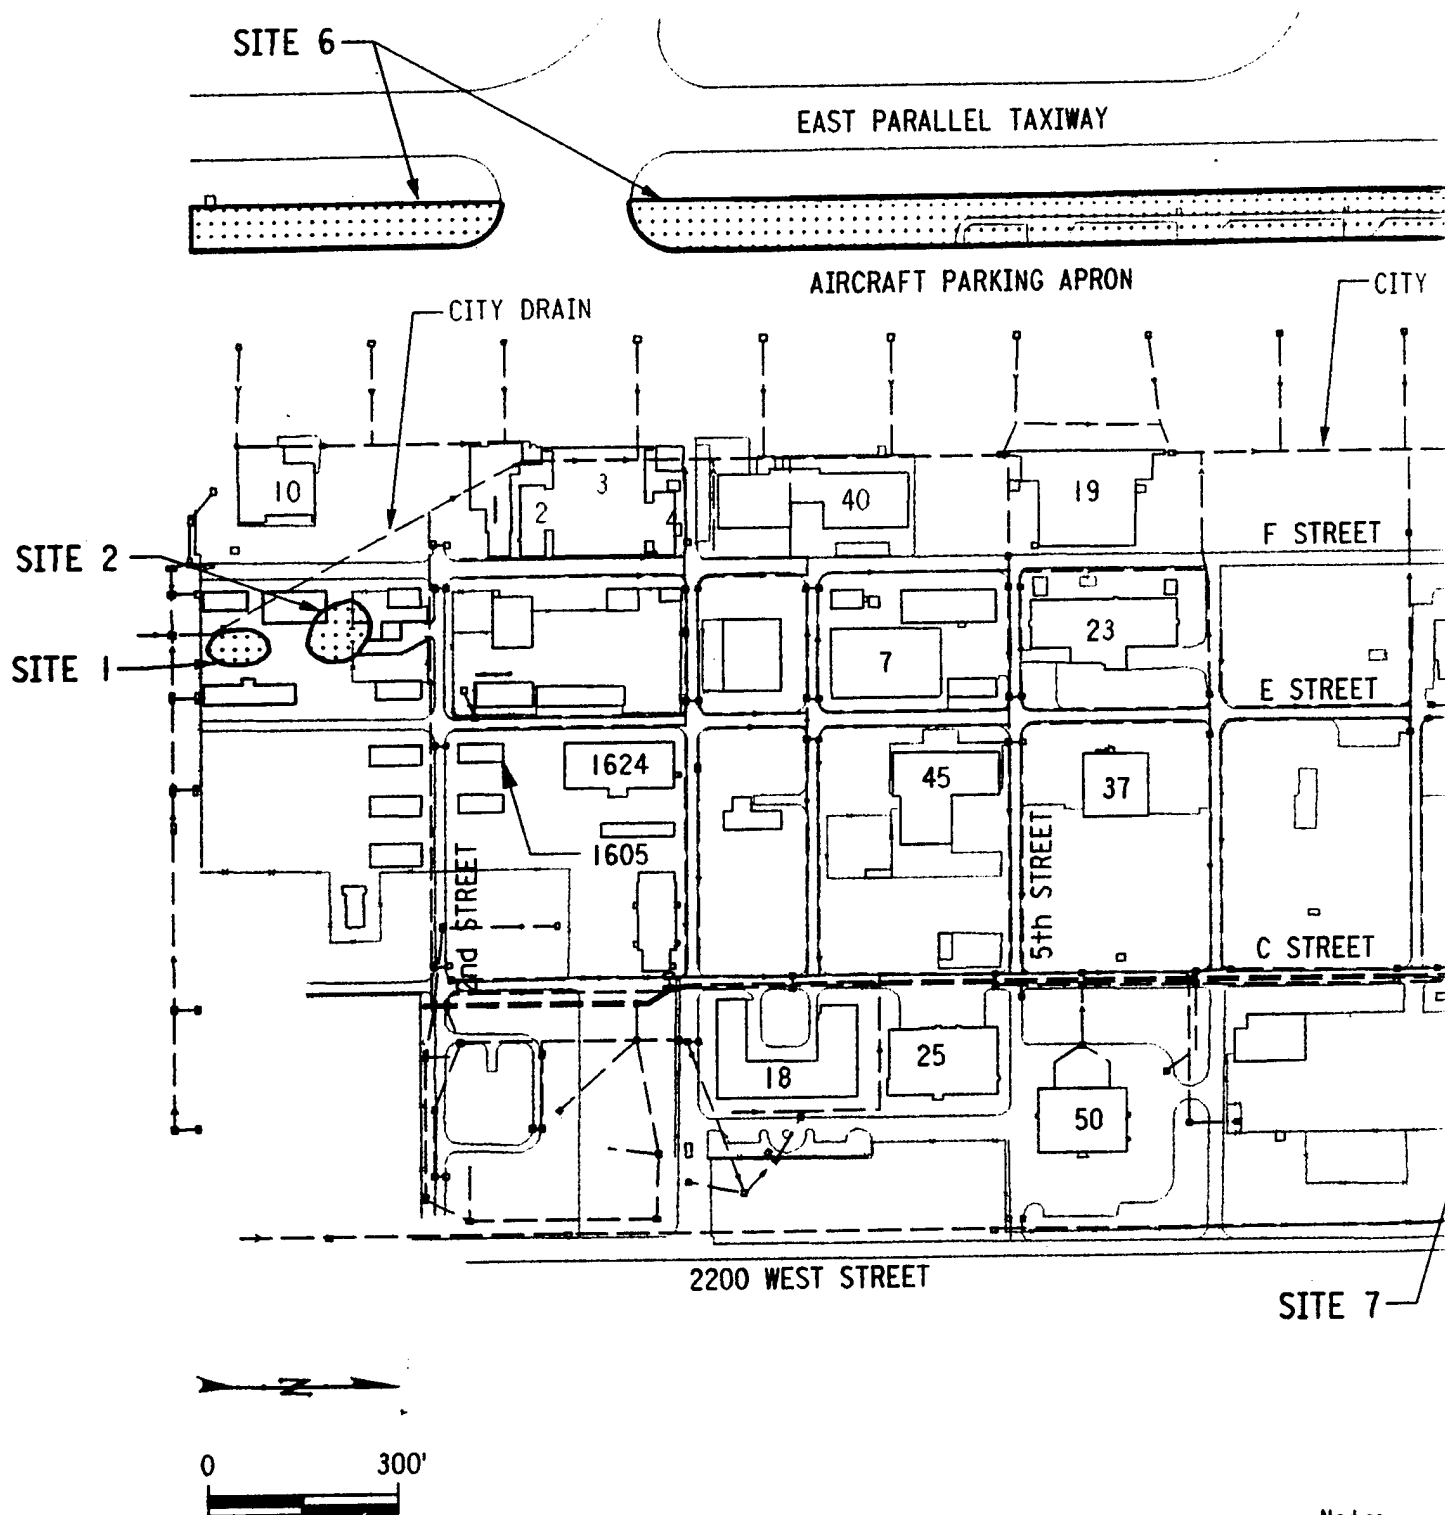 SITE 6
EAST PARALLEL TAXIWAY
AIRCRAFT PARKING APRON
CITY DRAIN
CITY
10
1
2
3
4
40
19
F STREET
SITE 2
SITE 1
7
23
E STREET
1624
45
37
1605
2nd STREET
5th STREET
C STREET
18
25
50
2200 WEST STREET
SITE 7
N
0 300'